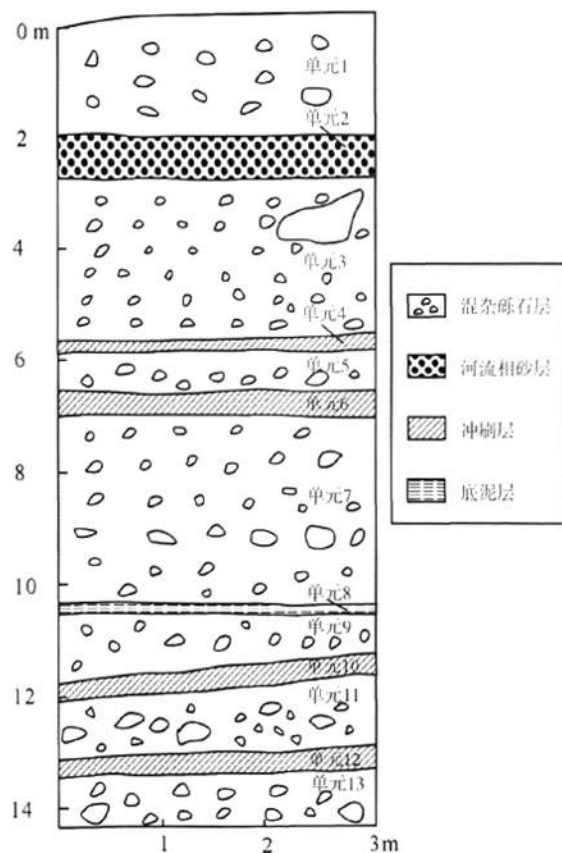 0 m
单元1
单元2
2
4
单元3
单元4
6
单元5
单元6
8
单元7
10
单元8
单元9
单元10
12
单元11
单元12
单元13
14
1
2
3 m
混杂砾石层
河流相砂层
冲刷层
底泥层